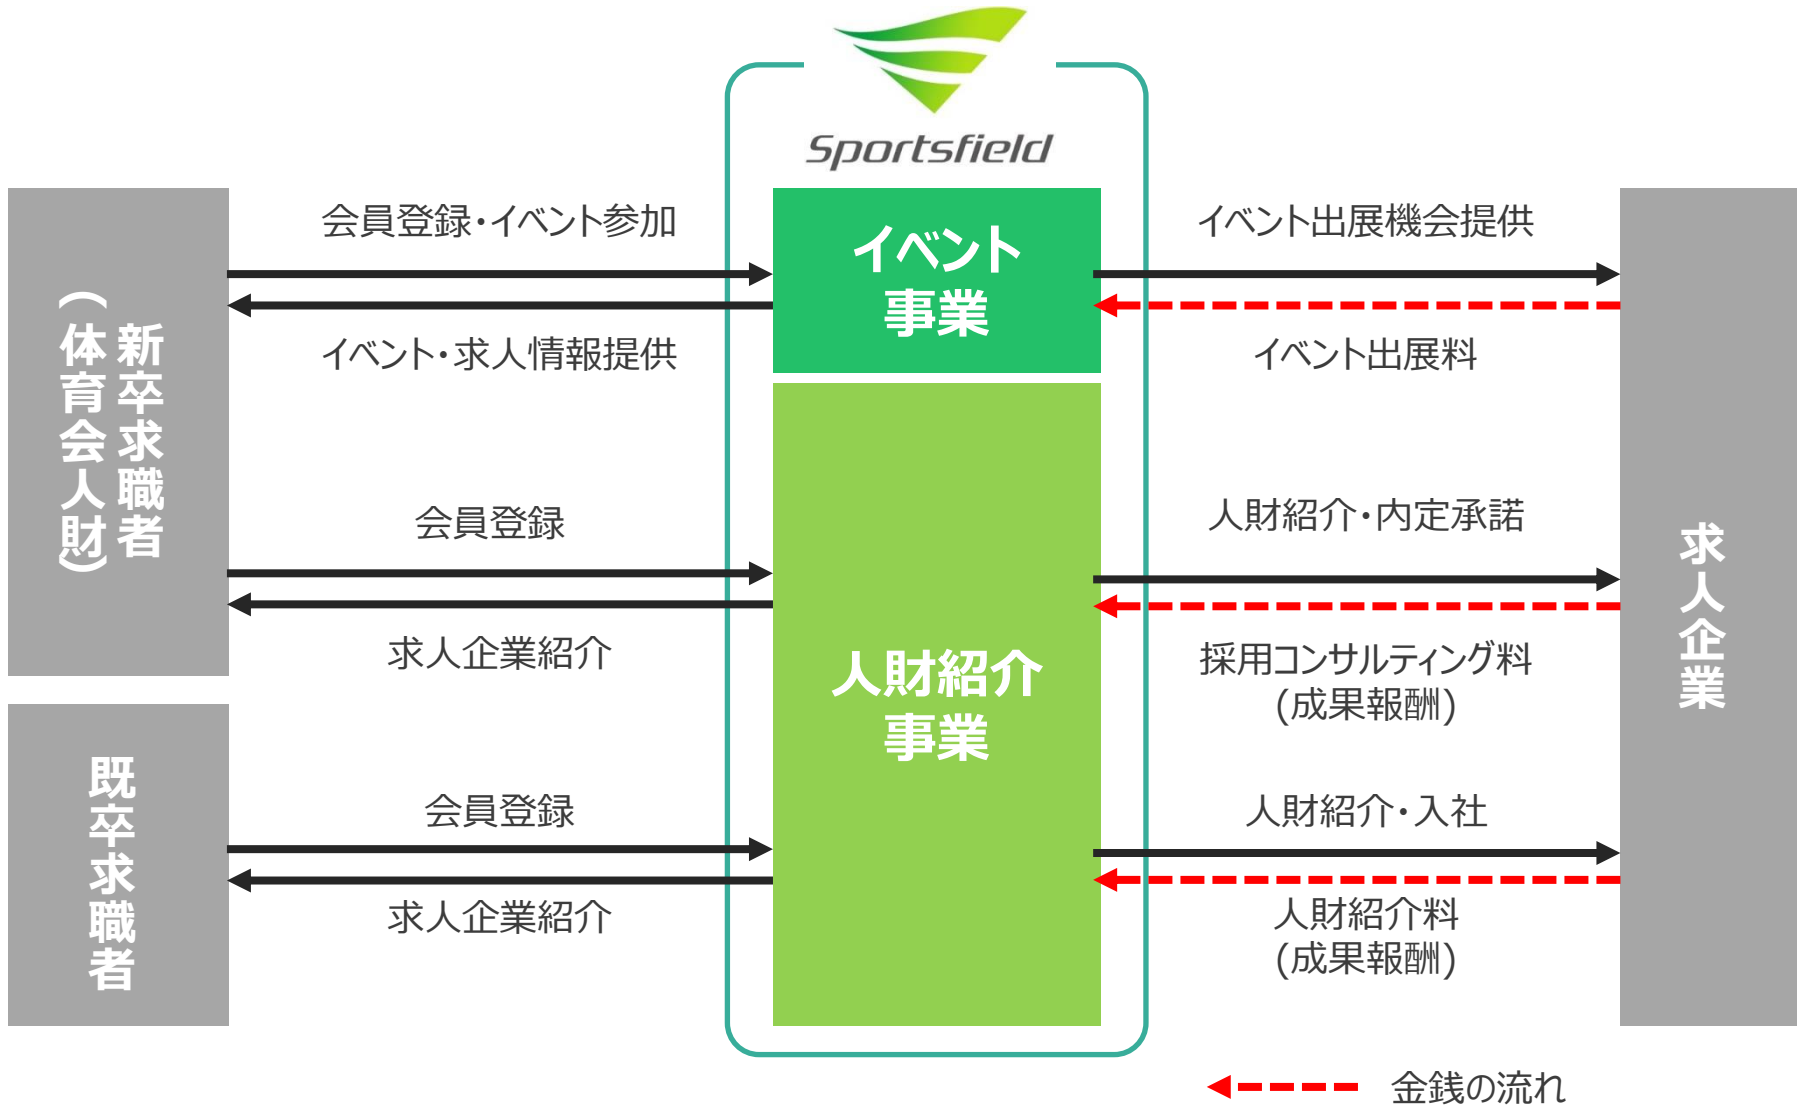 Sportsfield
新卒求職者
（体育会人財）
既卒求職者
会員登録・イベント参加
イベント・求人情報提供
会員登録
求人企業紹介
会員登録
求人企業紹介
イベント
事業
人財紹介
事業
イベント出展機会提供
イベント出展料
人財紹介・内定承諾
採用コンサルティング料
(成果報酬)
人財紹介・入社
人財紹介料
(成果報酬)
求人企業
金銭の流れ